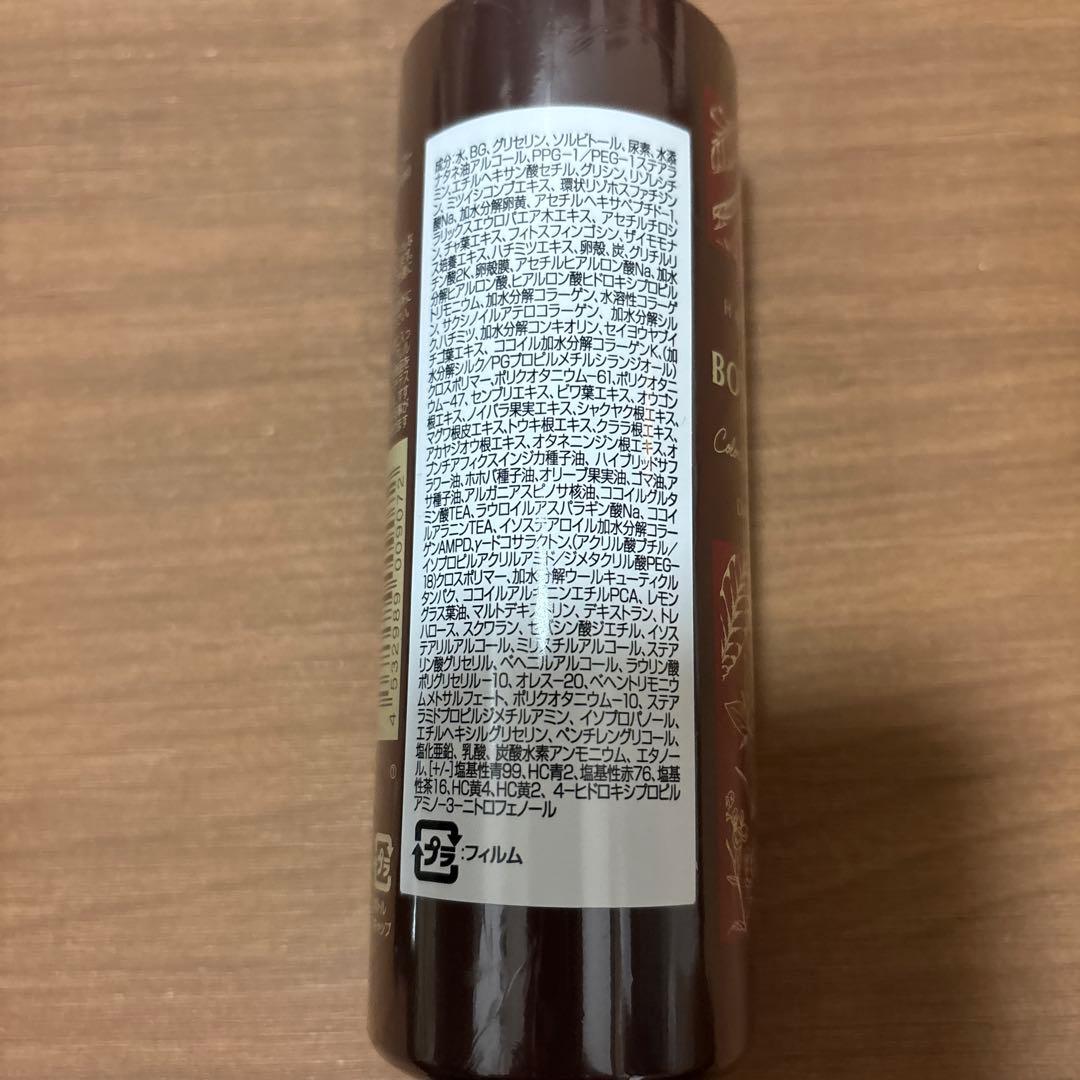 成分:水、BG、グリセリン、ソルビトール、尿素、水添
ナタネ油アルコール、PPG-1/PEG-1ステアラ
ミン、エチルヘキサン酸セチル、グリシン、リゾレシチ
ン、ミツイシコンブエキス、環状リゾホスファチジン
酸Na、加水分解卵黄、アセチルヘキサペプチド-1、
ラリックスエウロパエア木エキス、アセチルチロシ
ン、チャ葉エキス、フィトスフィンゴシン、ザイモモナ
ス培養エキス、ハチミツエキス、卵殻、炭、グリチルリ
チン酸2K、卵殻膜、アセチルヒアルロン酸Na、加水
分解ヒアルロン酸、ヒアルロン酸ヒドロキシプロピル
トリモニウム、加水分解コラーゲン、水溶性コラーゲ
ン、サクシノイルアテロコラーゲン、加水分解シル
ク、ハチミツ、加水分解コンキオリン、セイヨウヤブイ
チゴ葉エキス、ココイル加水分解コラーゲンK、(加
水分解シルク/PGプロピルメチルシランジオール)
クロスポリマー、ポリクオタニウム-61、ポリクオタニ
ウム-47、センブリエキス、ビワ葉エキス、オウゴン
根エキス、ノイバラ果実エキス、シャクヤク根エキス、
マグワ根皮エキス、トウキ根エキス、クララ根エキス、
アカヤジオウ根エキス、オタネニンジン根エキス、オ
プンチアフィクスインジカ種子油、ハイブリッドサフ
ラワー油、ホホバ種子油、オリーブ果実油、ゴマ油、ア
サ種子油、アルガニアスピノサ核油、ココイルグルタ
ミン酸TEA、ラウロイルアスパラギン酸Na、ココイ
ルアラニンTEA、イソステアロイル加水分解コラー
ゲンAMPD、γ-ドコサラクトン、(アクリル酸ブチル/
イソプロピルアクリルアミド/ジメタクリル酸PEG-
18)クロスポリマー、加水分解ウールキューティクル
タンパク、ココイルアルギニンエチルPCA、レモン
グラス葉油、マルトデキストリン、デキストラン、トレ
ハロース、スクワラン、セバシン酸ジエチル、イソス
テアリルアルコール、ミリスチルアルコール、ステア
リン酸グリセリル、ベヘニルアルコール、ラウリン酸
ポリグリセリル-10、オレス-20、ベヘントリモニウ
ムメトサルフェート、ポリクオタニウム-10、ステア
ラミドプロピルジメチルアミン、イソプロパノール、
エチルヘキシルグリセリン、ペンチレングリコール、
塩化亜鉛、乳酸、炭酸水素アンモニウム、エタノー
ル、[+/-]塩基性青99、HC青2、塩基性赤76、塩基
性茶16、HC黄4、HC黄2、4-ヒドロキシプロピル
アミノ-3-ニトロフェノール
プラ:フィルム
4 532989 009072
①
プラ
BO
Colo